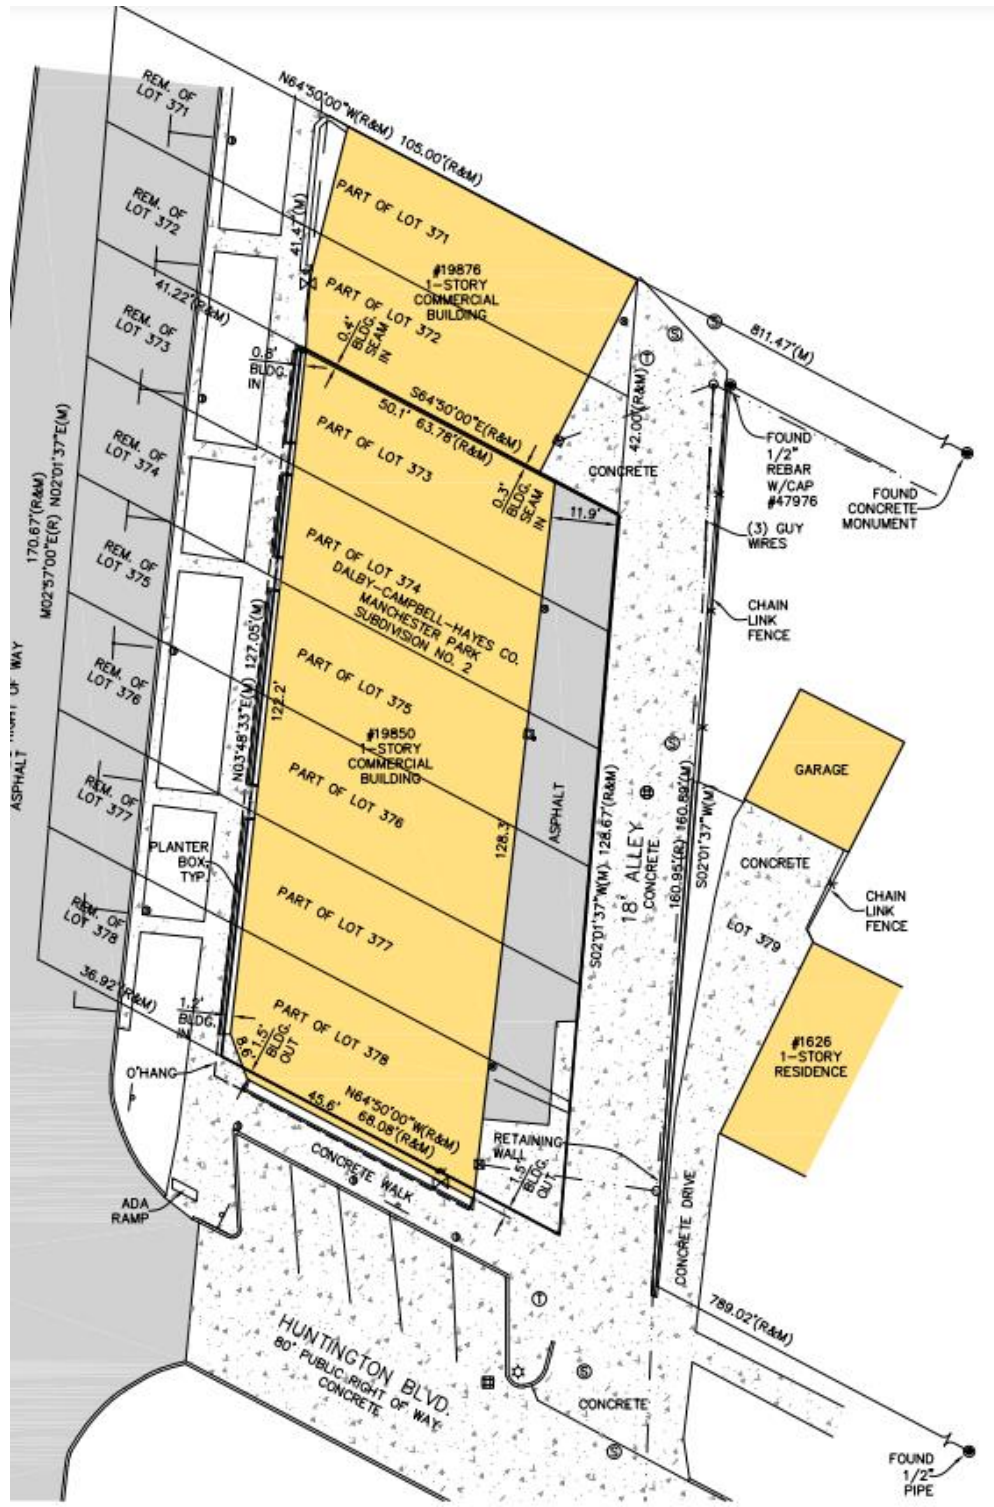 N64°50'00"W(R&M) 105.00'(R&M)
REM. OF
LOT 371
REM. OF
LOT 372
41.22'(R&M)
REM. OF
LOT 373
REM. OF
LOT 374
REM. OF
LOT 375
REM. OF
LOT 376
REM. OF
LOT 377
REM. OF
LOT 378
36.92'(R&M)
170.67'(R&M)
M02°57'00"E(R) N02°01'37"E(M)
OF WAY
ASPHALT
41.47'(M)
PART OF LOT 371
#19876
1-STORY
COMMERCIAL
BUILDING
PART OF LOT 372
0.4'
BLDG.
SEAM
IN
0.8'
BLDG.
IN
S64°50'00"E(R&M)
50.1' 63.78'(R&M)
PART OF LOT 373
0.3'
BLDG.
SEAM
IN
11.9'
CONCRETE
42.00'(R&M)
T
S
S
811.47'(M)
FOUND
1/2"
REBAR
W/CAP
#47976
FOUND
CONCRETE
MONUMENT
(3) GUY
WIRES
CHAIN
LINK
FENCE
PART OF LOT 374
DALBY-CAMPBELL-HAYES CO.
MANCHESTER PARK
SUBDIVISION NO. 2
PART OF LOT 375
N03°48'33"E(M) 127.05'(M)
122.2'
#19850
1-STORY
COMMERCIAL
BUILDING
PART OF LOT 376
128.3'
ASPHALT
S02°01'37"W(M) 128.67'(R&M)
18' ALLEY
CONCRETE
S
160.95'(R) 160.89'(M)
S02°01'37"W(M)
GARAGE
CONCRETE
LOT 379
CHAIN
LINK
FENCE
#1626
1-STORY
RESIDENCE
PLANTER
BOX
TYP.
PART OF LOT 377
1.2'
BLDG.
IN
8.6'
1.5'
BLDG.
OUT
PART OF LOT 378
O'HANG
N64°50'00"W(R&M)
45.6' 68.08'(R&M)
RETAINING
WALL
1.5'
BLDG.
OUT
CONCRETE WALK
ADA
RAMP
CONCRETE DRIVE
T
789.02'(R&M)
HUNTINGTON BLVD.
80' PUBLIC RIGHT OF WAY
CONCRETE
S
CONCRETE
S
FOUND
1/2"
PIPE